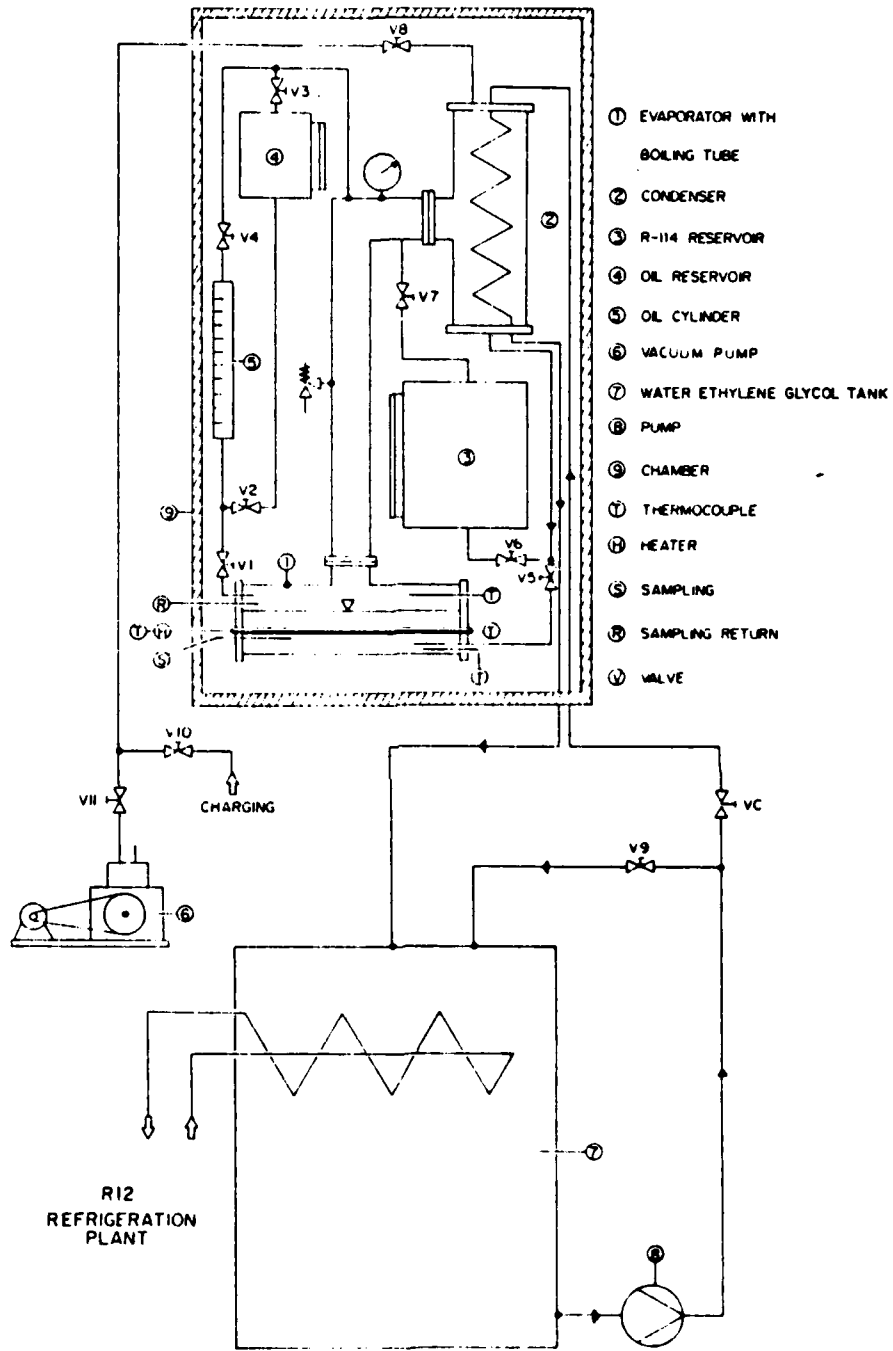 V8
V3
④
②
V4
V7
⑤
③
V2
⑨
V6
V5
V1
①
Ⓡ
Ⓣ
Ⓣ
Ⓗ
Ⓣ
Ⓢ
Ⓣ
① EVAPORATOR WITH
BOILING TUBE
② CONDENSER
③ R-114 RESERVOIR
④ OIL RESERVOIR
⑤ OIL CYLINDER
⑥ VACUUM PUMP
⑦ WATER ETHYLENE GLYCOL TANK
⑧ PUMP
⑨ CHAMBER
Ⓣ THERMOCOUPLE
Ⓗ HEATER
Ⓢ SAMPLING
Ⓡ SAMPLING RETURN
Ⓥ VALVE
V10
V11
CHARGING
VC
V9
⑥
⑦
R12
REFRIGERATION
PLANT
⑧